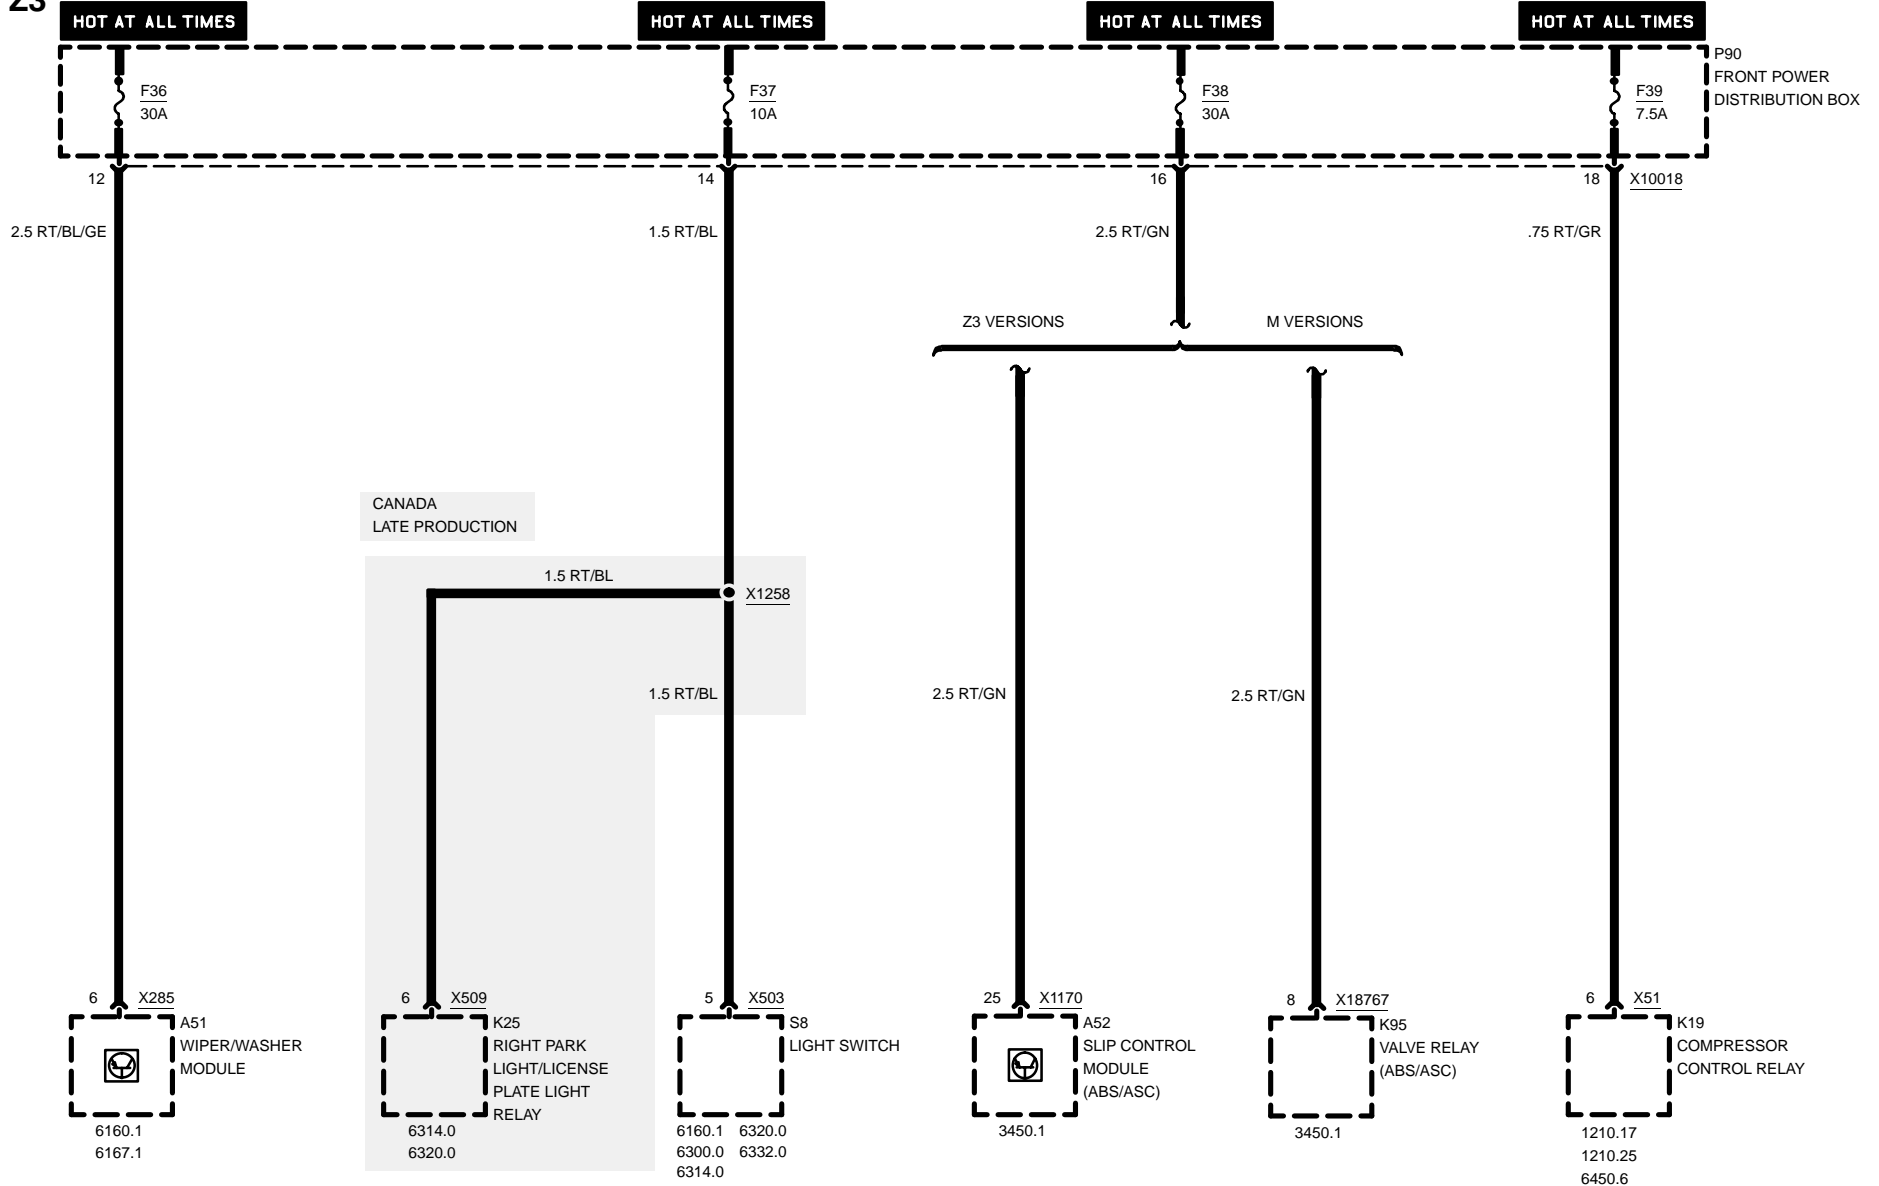 Z3
HOT AT ALL TIMES
HOT AT ALL TIMES
HOT AT ALL TIMES
HOT AT ALL TIMES
P90
FRONT POWER
DISTRIBUTION BOX
F36
30A
F37
10A
F38
30A
F39
7.5A
12
14
16
18
X10018
2.5 RT/BL/GE
1.5 RT/BL
2.5 RT/GN
.75 RT/GR
Z3 VERSIONS
M VERSIONS
CANADA
LATE PRODUCTION
1.5 RT/BL
X1258
1.5 RT/BL
2.5 RT/GN
2.5 RT/GN
6
X285
6
X509
5
X503
25
X1170
8
X18767
6
X51
A51
WIPER/WASHER
MODULE
K25
RIGHT PARK
LIGHT/LICENSE
PLATE LIGHT
RELAY
S8
LIGHT SWITCH
A52
SLIP CONTROL
MODULE
(ABS/ASC)
K95
VALVE RELAY
(ABS/ASC)
K19
COMPRESSOR
CONTROL RELAY
6160.1
6167.1
6314.0
6320.0
6160.1 6320.0
6300.0 6332.0
6314.0
3450.1
3450.1
1210.17
1210.25
6450.6